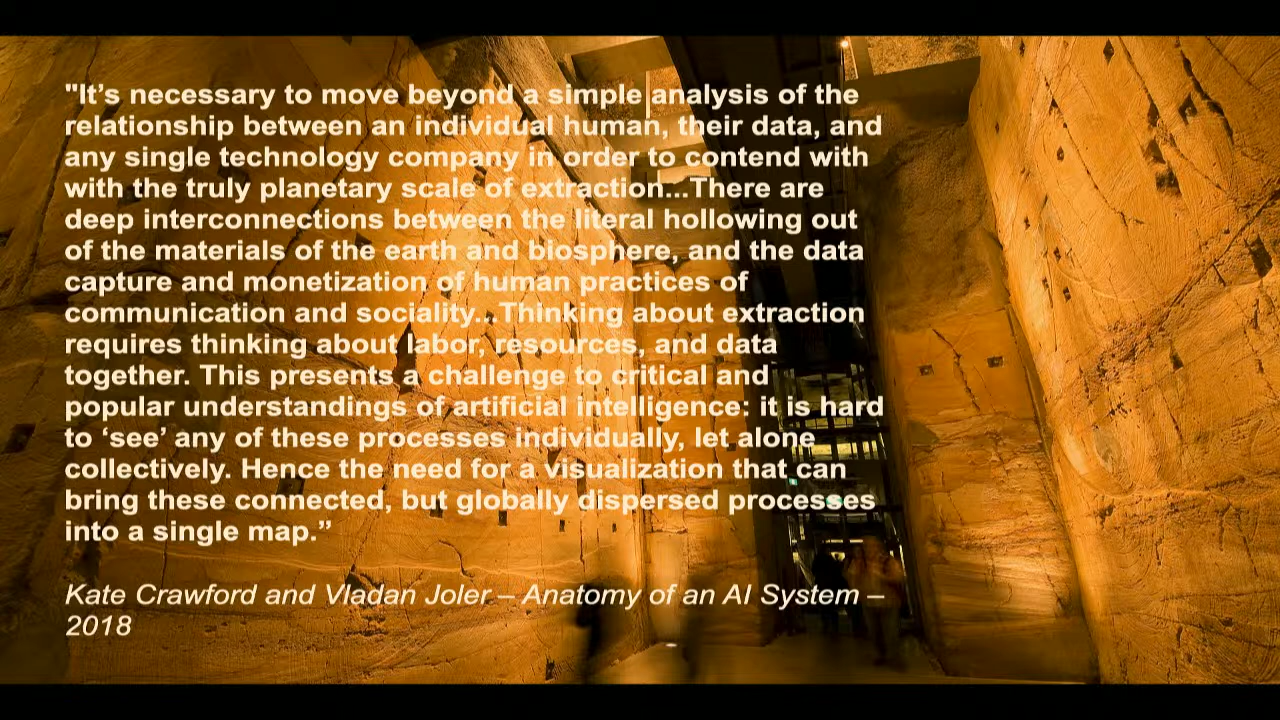 "It’s necessary to move beyond a simple analysis of the
relationship between an individual human, their data, and
any single technology company in order to contend with
with the truly planetary scale of extraction...There are
deep interconnections between the literal hollowing out
of the materials of the earth and biosphere, and the data
capture and monetization of human practices of
communication and sociality...Thinking about extraction
requires thinking about labor, resources, and data
together. This presents a challenge to critical and
popular understandings of artificial intelligence: it is hard
to ‘see’ any of these processes individually, let alone
collectively. Hence the need for a visualization that can
bring these connected, but globally dispersed processes
into a single map.”
Kate Crawford and Vladan Joler – Anatomy of an AI System –
2018